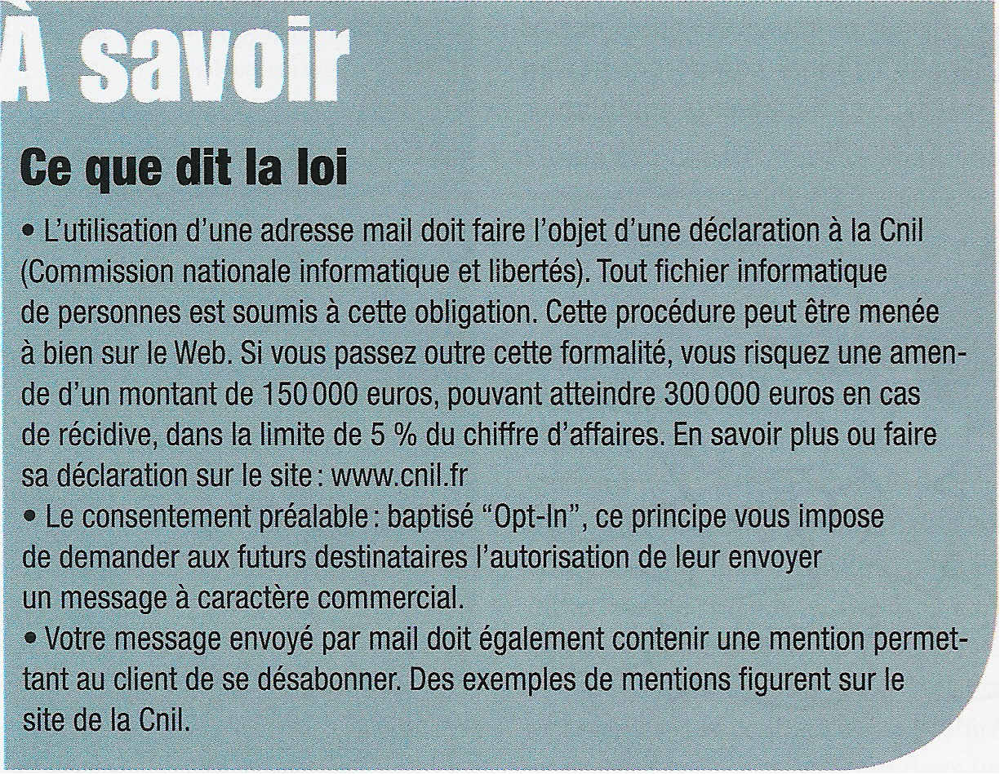 À savoir
Ce que dit la loi
• L’utilisation d’une adresse mail doit faire l’objet d’une déclaration à la Cnil
(Commission nationale informatique et libertés). Tout fichier informatique
de personnes est soumis à cette obligation. Cette procédure peut être menée
à bien sur le Web. Si vous passez outre cette formalité, vous risquez une amen-
de d’un montant de 150 000 euros, pouvant atteindre 300 000 euros en cas
de récidive, dans la limite de 5 % du chiffre d’affaires. En savoir plus ou faire
sa déclaration sur le site : www.cnil.fr
• Le consentement préalable : baptisé “Opt-In”, ce principe vous impose
de demander aux futurs destinataires l’autorisation de leur envoyer
un message à caractère commercial.
• Votre message envoyé par mail doit également contenir une mention permet-
tant au client de se désabonner. Des exemples de mentions figurent sur le
site de la Cnil.